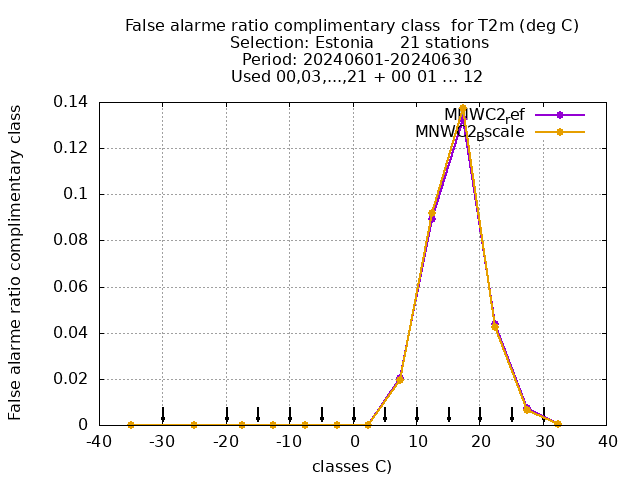 False alarme ratio complimentary class  for T2m (deg C)
Selection: Estonia     21 stations
Period: 20240601-20240630
Used 00,03,...,21 + 00 01 ... 12
False alarme ratio complimentary class
0.14
0.12
0.1
0.08
0.06
0.04
0.02
0
MNWC2ref
MNWC2Bscale
-40 -30 -20 -10 0 10 20 30 40
classes C)